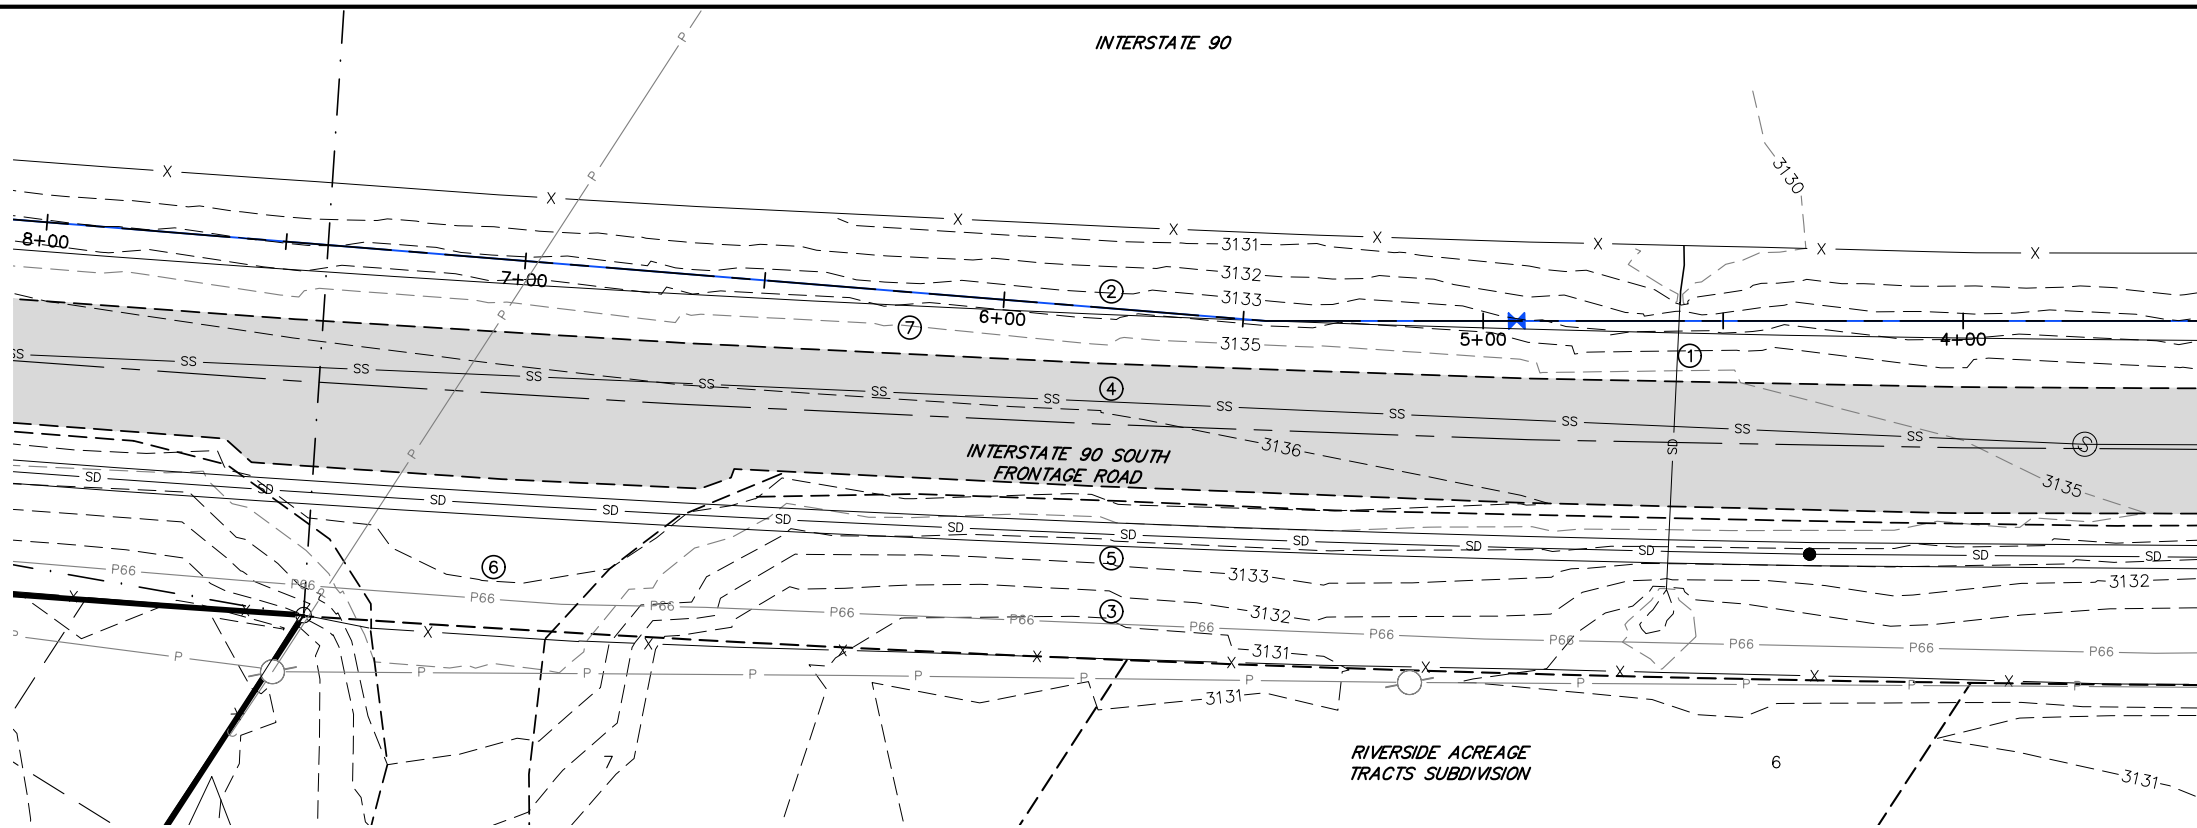 INTERSTATE 90
P
P
P
P
P
3130
X X X X X X X X X
3131
3132
3133
3135
8+00
7+00
6+00
5+00
4+00
2
7
1
4
SS SS SS SS SS SS SS SS SS SS SS SS
S
3136
3135
INTERSTATE 90 SOUTH
FRONTAGE ROAD
SD
SD SD SD SD SD SD SD SD SD SD SD SD
6
5
3
3133
3132
3132
P66 P66 P66 P66 P66 P66 P66 P66 P66 P66 P66 P66
3131
X X X X X X X X X X X
P P P P P P P P P P P P
3131
7
RIVERSIDE ACREAGE
TRACTS SUBDIVISION
6
3131